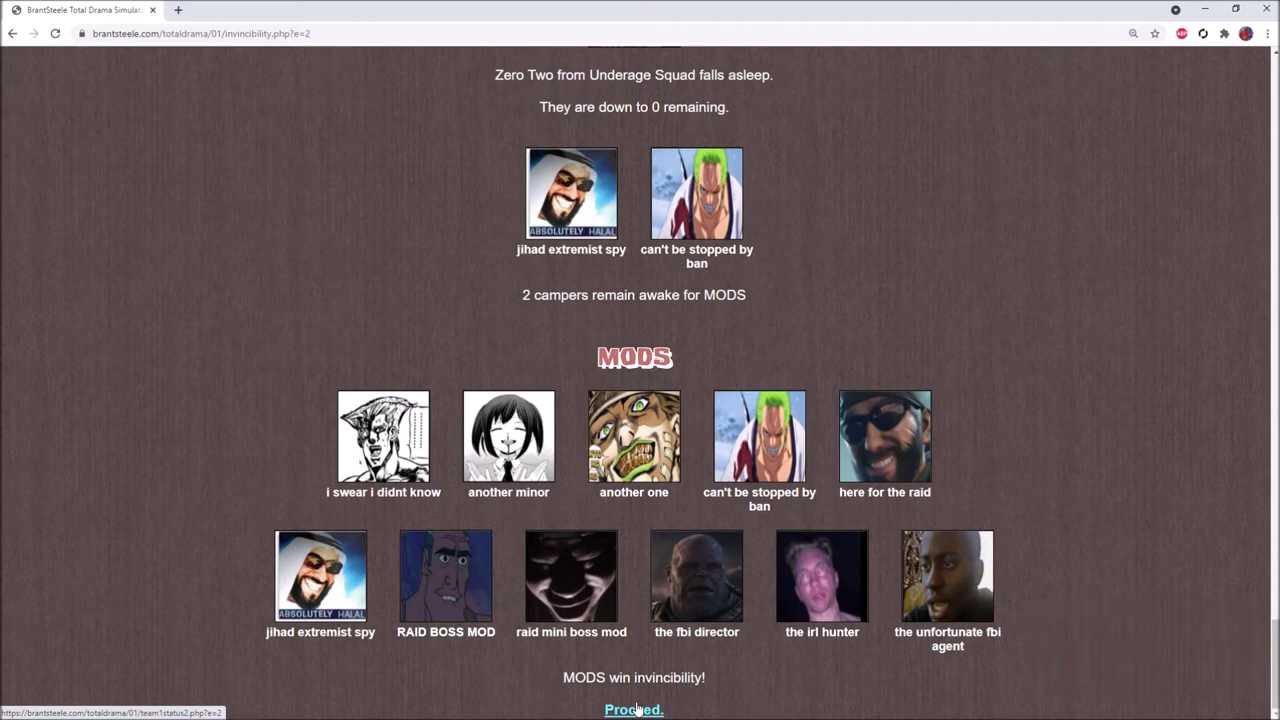 BrantSteele Total Drama Simulat
brantsteele.com/totaldrama/01/invincibility.php?e=2
ABP
Zero Two from Underage Squad falls asleep.
They are down to 0 remaining.
ABSOLUTELY HALAL
jihad extremist spy
can't be stopped by
ban
2 campers remain awake for MODS
MODS
i swear i didnt know
another minor
another one
can't be stopped by
ban
here for the raid
ABSOLUTELY HALAL
jihad extremist spy
RAID BOSS MOD
raid mini boss mod
the fbi director
the irl hunter
the unfortunate fbi
agent
MODS win invincibility!
Proceed.
https://brantsteele.com/totaldrama/01/team1status2.php?e=2